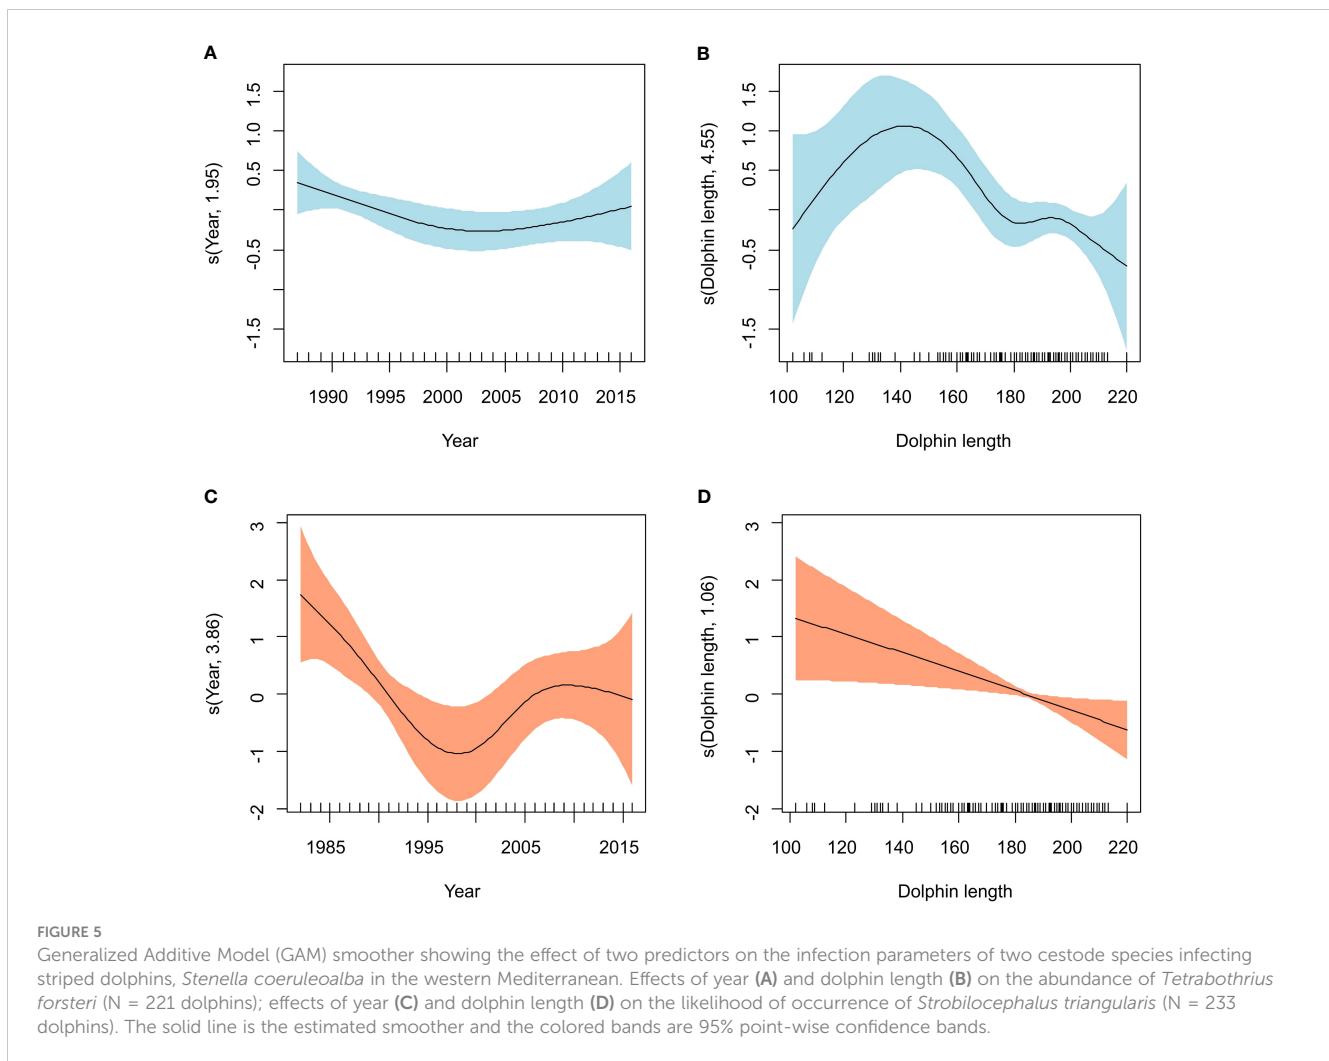 A
B
s(Year, 1.95)
1.5
1.0
0.5
-0.5
-1.5
1990 1995 2000 2005 2010 2015
Year
s(Dolphin length, 4.55)
1.5
1.0
0.5
-0.5
-1.5
100 120 140 160 180 200 220
Dolphin length
C
D
s(Year, 3.86)
3
2
1
0
-1
-2
1985 1995 2005 2015
Year
s(Dolphin length, 1.06)
3
2
1
0
-1
-2
100 120 140 160 180 200 220
Dolphin length
FIGURE 5
Generalized Additive Model (GAM) smoother showing the effect of two predictors on the infection parameters of two cestode species infecting
striped dolphins, Stenella coeruleoalba in the western Mediterranean. Effects of year (A) and dolphin length (B) on the abundance of Tetrabothrius
forsteri (N = 221 dolphins); effects of year (C) and dolphin length (D) on the likelihood of occurrence of Strobilocephalus triangularis (N = 233
dolphins). The solid line is the estimated smoother and the colored bands are 95% point-wise confidence bands.